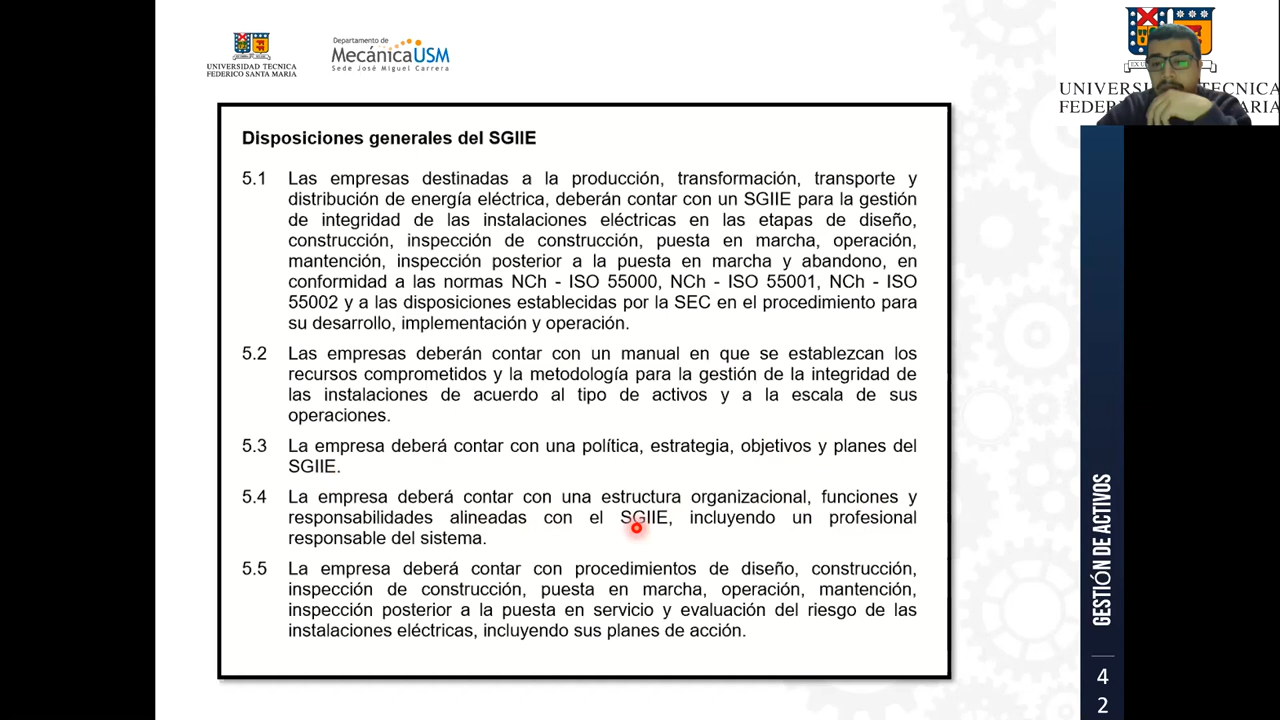 UNIVERSIDAD TECNICA
FEDERICO SANTA MARIA
Departamento de
MecánicaUSM
Sede José Miguel Carrera
Disposiciones generales del SGIIE
5.1 Las empresas destinadas a la producción, transformación, transporte y
distribución de energía eléctrica, deberán contar con un SGIIE para la gestión
de integridad de las instalaciones eléctricas en las etapas de diseño,
construcción, inspección de construcción, puesta en marcha, operación,
mantención, inspección posterior a la puesta en marcha y abandono, en
conformidad a las normas NCh - ISO 55000, NCh - ISO 55001, NCh - ISO
55002 y a las disposiciones establecidas por la SEC en el procedimiento para
su desarrollo, implementación y operación.
5.2 Las empresas deberán contar con un manual en que se establezcan los
recursos comprometidos y la metodología para la gestión de la integridad de
las instalaciones de acuerdo al tipo de activos y a la escala de sus
operaciones.
5.3 La empresa deberá contar con una política, estrategia, objetivos y planes del
SGIIE.
5.4 La empresa deberá contar con una estructura organizacional, funciones y
responsabilidades alineadas con el SGIIE, incluyendo un profesional
responsable del sistema.
5.5 La empresa deberá contar con procedimientos de diseño, construcción,
inspección de construcción, puesta en marcha, operación, mantención,
inspección posterior a la puesta en servicio y evaluación del riesgo de las
instalaciones eléctricas, incluyendo sus planes de acción.
GESTIÓN DE ACTIVOS
4
2